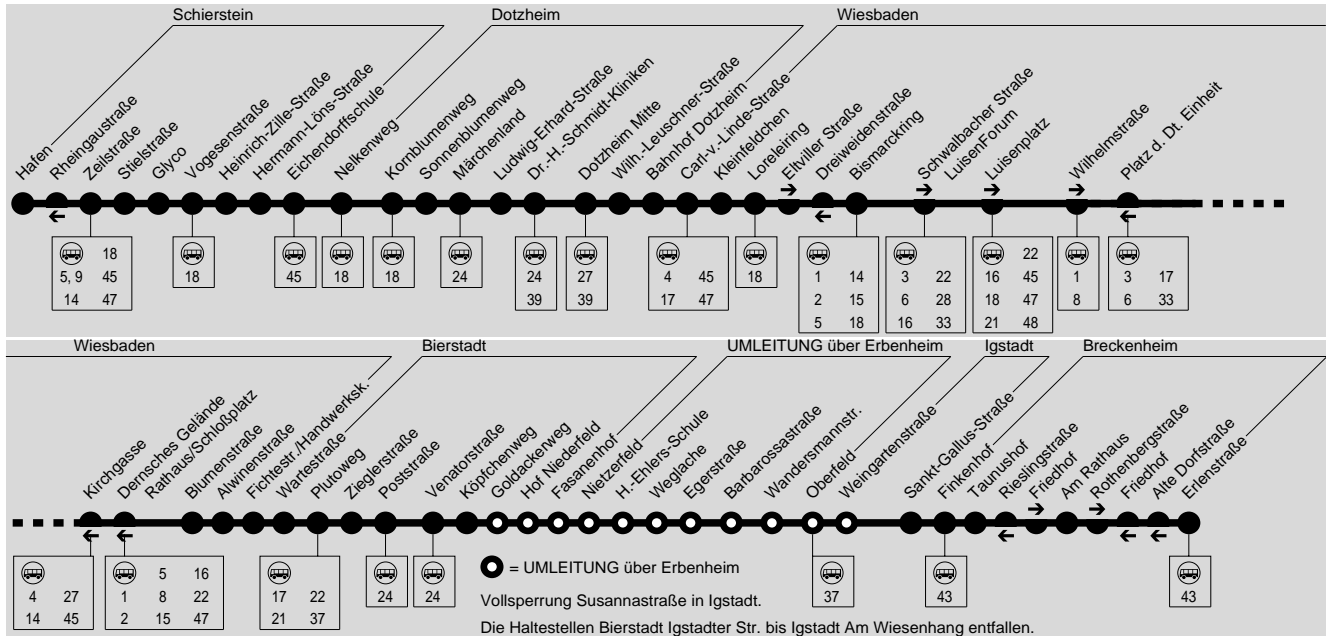 Schierstein
Dotzheim
Wiesbaden
Hafen
Rheingaustraße
Zeilstraße
Stielstraße
Glyco
Vogesenstraße
Heinrich-Zille-Straße
Hermann-Löns-Straße
Eichendorffschule
Nelkenweg
Kornblumenweg
Sonnenblumenweg
Märchenland
Ludwig-Erhard-Straße
Dr.-H.-Schmidt-Kliniken
Dotzheim Mitte
Wilh.-Leuschner-Straße
Bahnhof Dotzheim
Carl-v.-Linde-Straße
Kleinfeldchen
Loreleiring
Eltviller Straße
Dreiweidenstraße
Bismarckring
Schwalbacher Straße
LuisenForum
Luisenplatz
Wilhelmstraße
Platz d. Dt. Einheit
18
5, 9 45
14 47
18
45
18
18
24
24
39
27
39
4 45
17 47
18
1 14
2 15
5 18
3 22
6 28
16 33
22
16 45
18 47
21 48
1
8
3 17
6 33
Wiesbaden
Bierstadt
UMLEITUNG über Erbenheim
Igstadt
Breckenheim
Kirchgasse
Dernsches Gelände
Rathaus/Schloßplatz
Blumenstraße
Alwinenstraße
Fichtestr./Handwerksk.
Wartestraße
Plutoweg
Zieglerstraße
Poststraße
Venatorstraße
Köpfchenweg
Goldackerweg
Hof Niederfeld
Fasanenhof
Nietzerfeld
H.-Ehlers-Schule
Weglache
Egerstraße
Barbarossastraße
Wandersmannstr.
Oberfeld
Weingartenstraße
Sankt-Gallus-Straße
Finkenhof
Taunushof
Rieslingstraße
Friedhof
Am Rathaus
Rothenbergstraße
Friedhof
Alte Dorfstraße
Erlenstraße
4 27
14 45
5 16
1 8 22
2 15 47
17 22
21 37
24
24
37
43
43
= UMLEITUNG über Erbenheim
Vollsperrung Susannastraße in Igstadt.
Die Haltestellen Bierstadt Igstadter Str. bis Igstadt Am Wiesenhang entfallen.